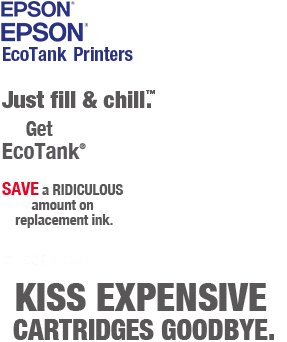 EPSON®
EPSON®
EcoTank Printers
Just fill & chill.™
Get
EcoTank®
SAVE a RIDICULOUS
amount on
replacement ink.
KISS EXPENSIVE
CARTRIDGES GOODBYE.